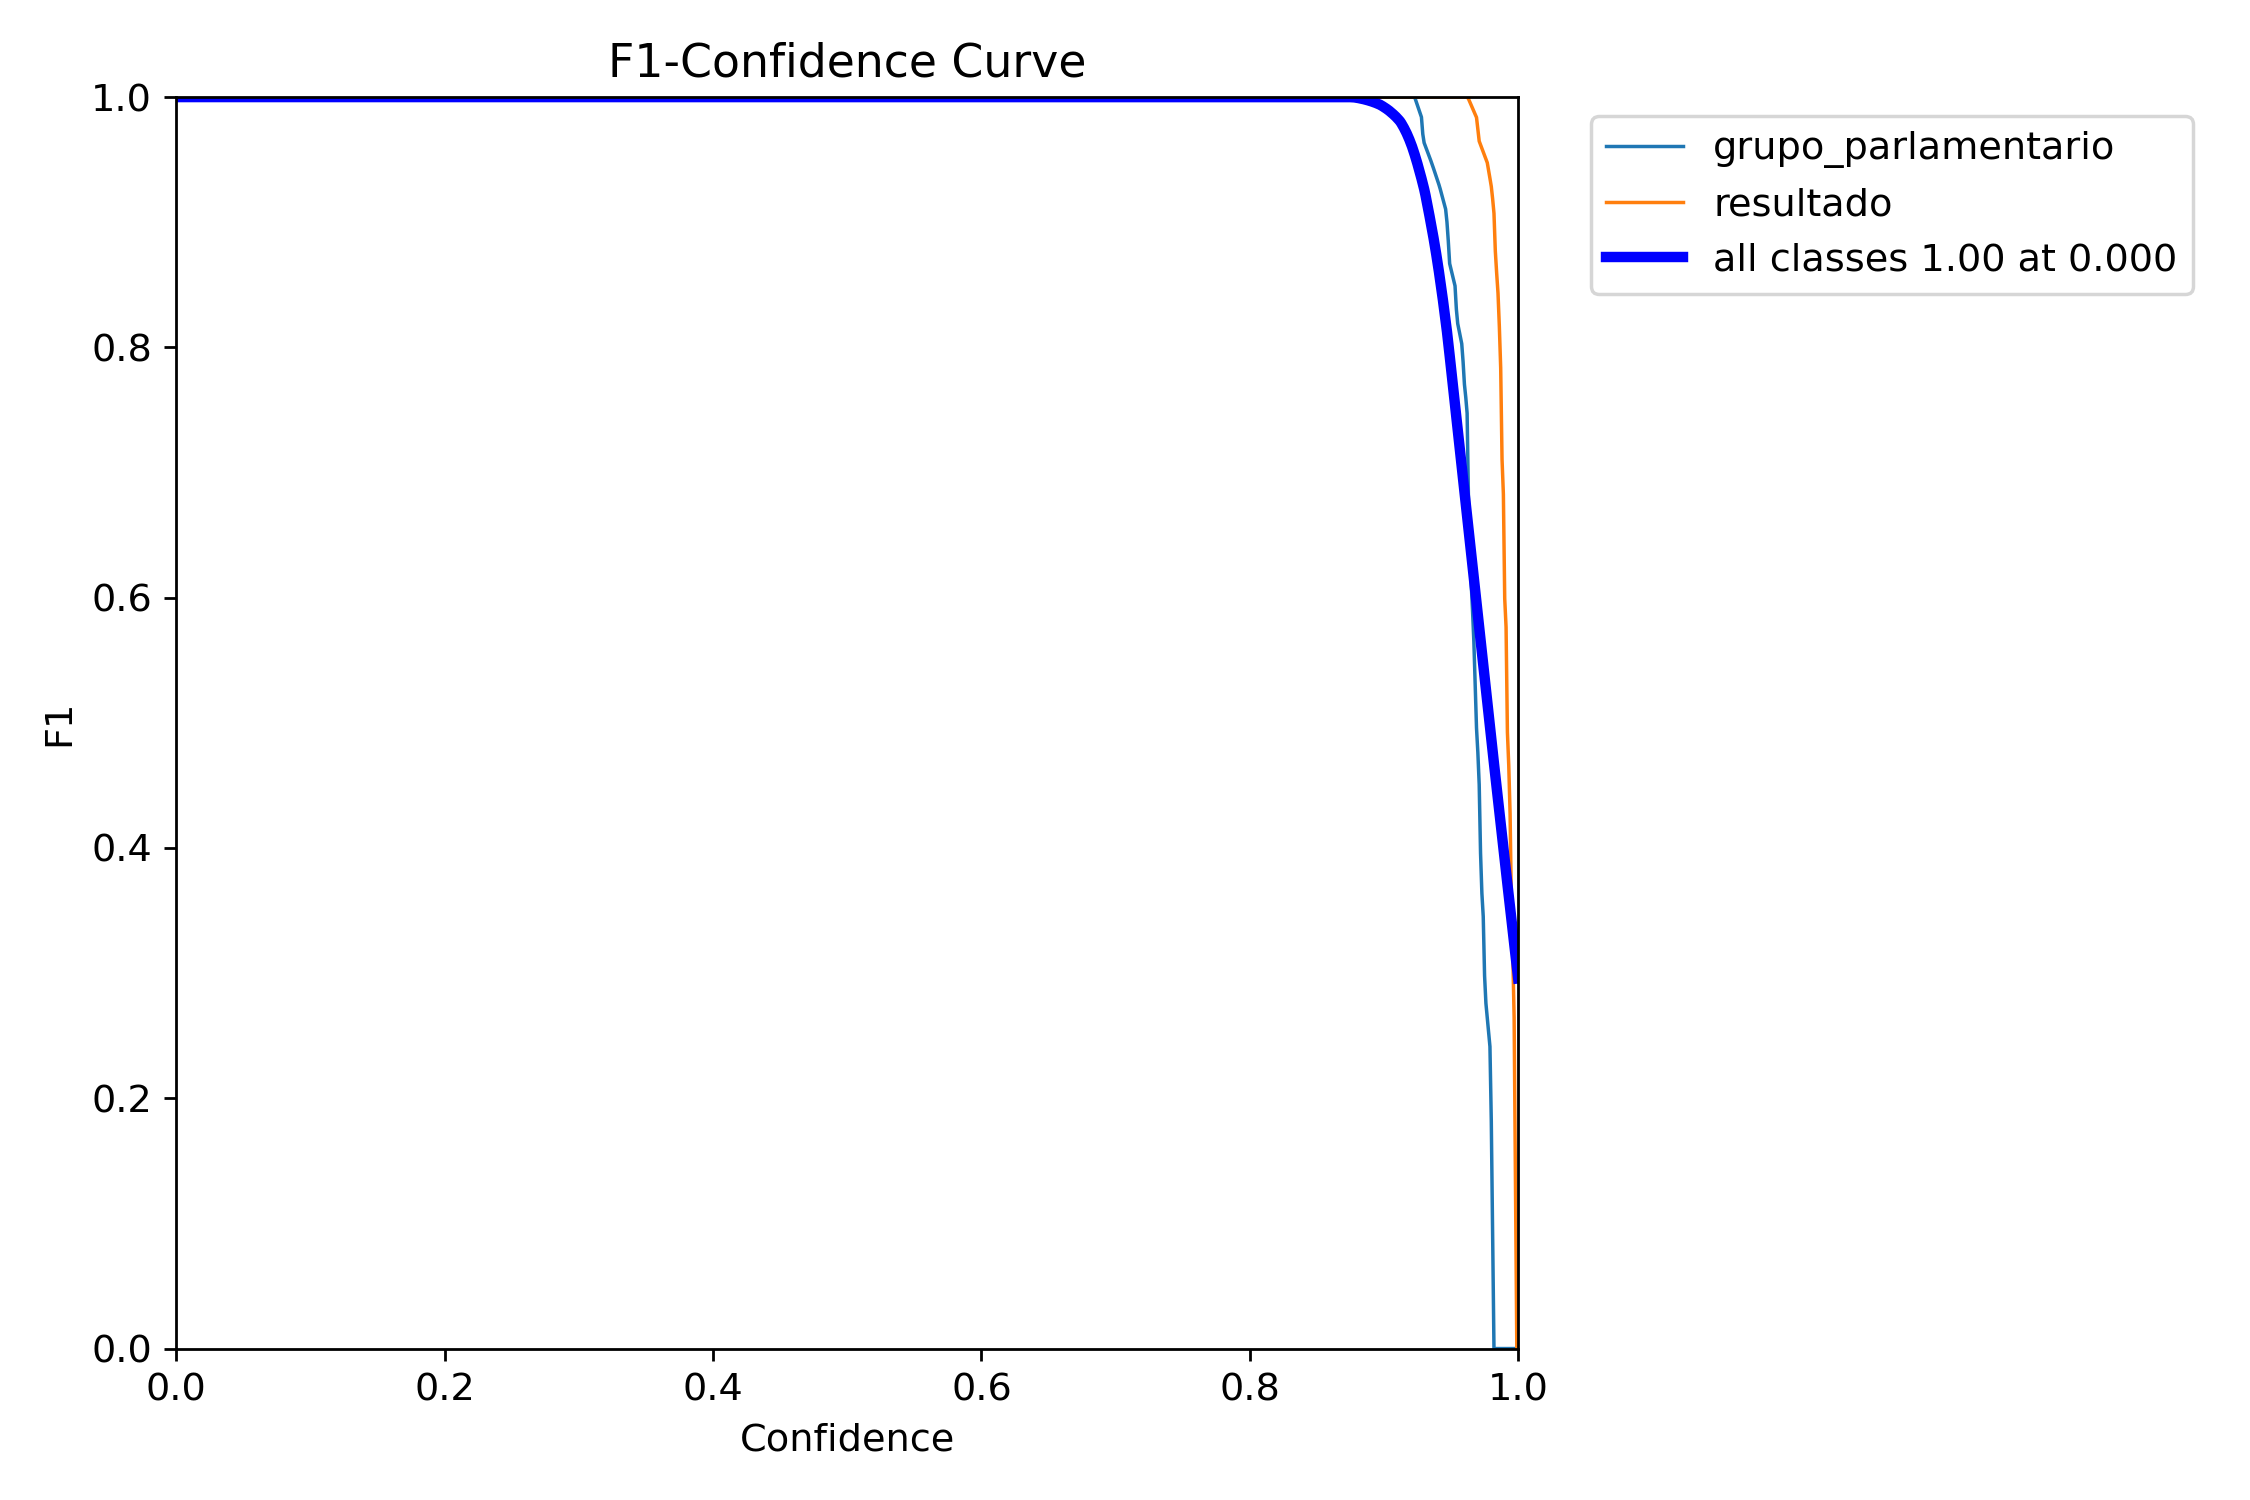 F1-Confidence Curve
1.0
0.8
0.6
0.4
0.2
0.0
F1
0.0 0.2 0.4 0.6 0.8 1.0
Confidence
grupo_parlamentario
resultado
all classes 1.00 at 0.000